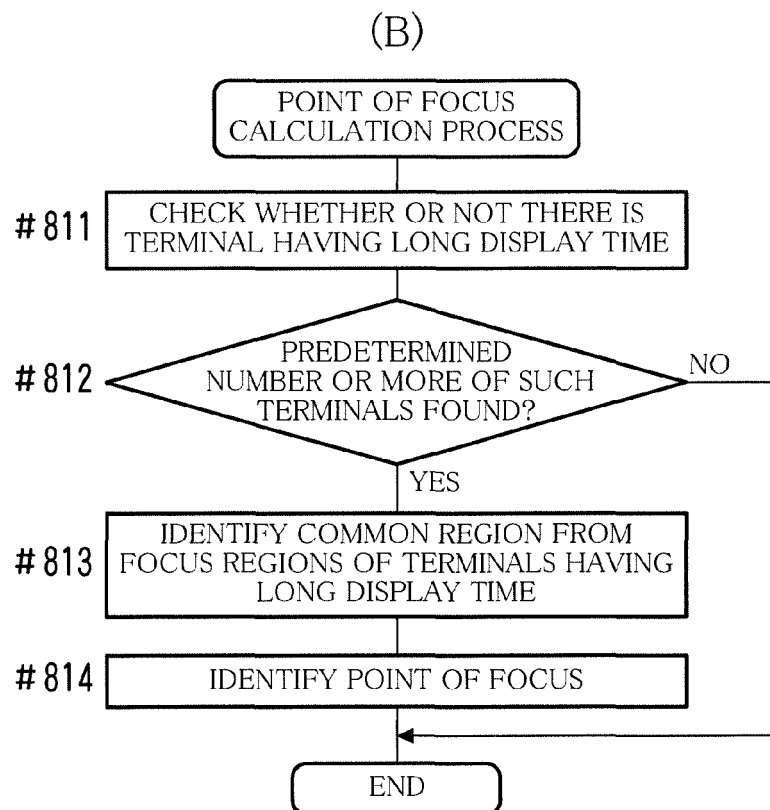 (B)
POINT OF FOCUS
CALCULATION PROCESS
#811
CHECK WHETHER OR NOT THERE IS
TERMINAL HAVING LONG DISPLAY TIME
#812
PREDETERMINED
NUMBER OR MORE OF SUCH
TERMINALS FOUND?
NO
YES
#813
IDENTIFY COMMON REGION FROM
FOCUS REGIONS OF TERMINALS HAVING
LONG DISPLAY TIME
#814
IDENTIFY POINT OF FOCUS
END